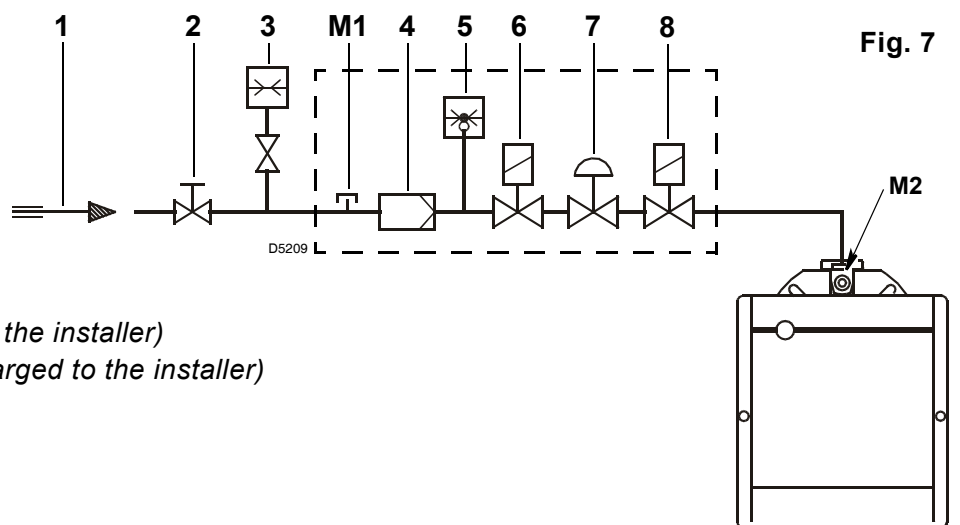 1 2 3 M1 4 5 6 7 8
Fig. 7
M2
D5209
the installer)
arged to the installer)